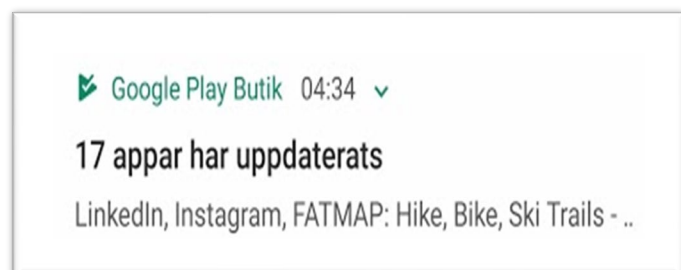 Google Play Butik 04:34
17 appar har uppdaterats
LinkedIn, Instagram, FATMAP: Hike, Bike, Ski Trails - ..